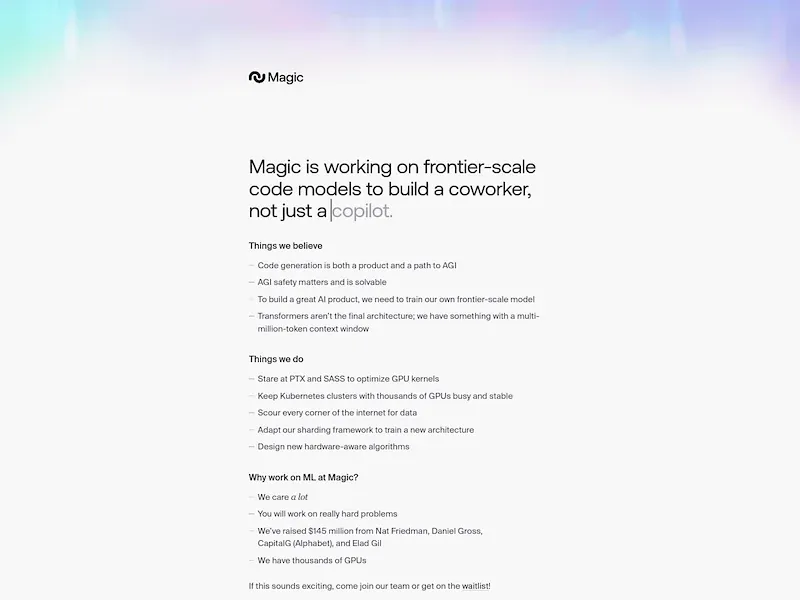 Magic
Magic is working on frontier-scale
code models to build a coworker,
not just a copilot.
Things we believe
— Code generation is both a product and a path to AGI
— AGI safety matters and is solvable
— To build a great AI product, we need to train our own frontier-scale model
— Transformers aren't the final architecture; we have something with a multi-
million-token context window
Things we do
— Stare at PTX and SASS to optimize GPU kernels
— Keep Kubernetes clusters with thousands of GPUs busy and stable
— Scour every corner of the internet for data
— Adapt our sharding framework to train a new architecture
— Design new hardware-aware algorithms
Why work on ML at Magic?
— We care a lot
— You will work on really hard problems
— We've raised $145 million from Nat Friedman, Daniel Gross,
CapitalG (Alphabet), and Elad Gil
— We have thousands of GPUs
If this sounds exciting, come join our team or get on the waitlist!